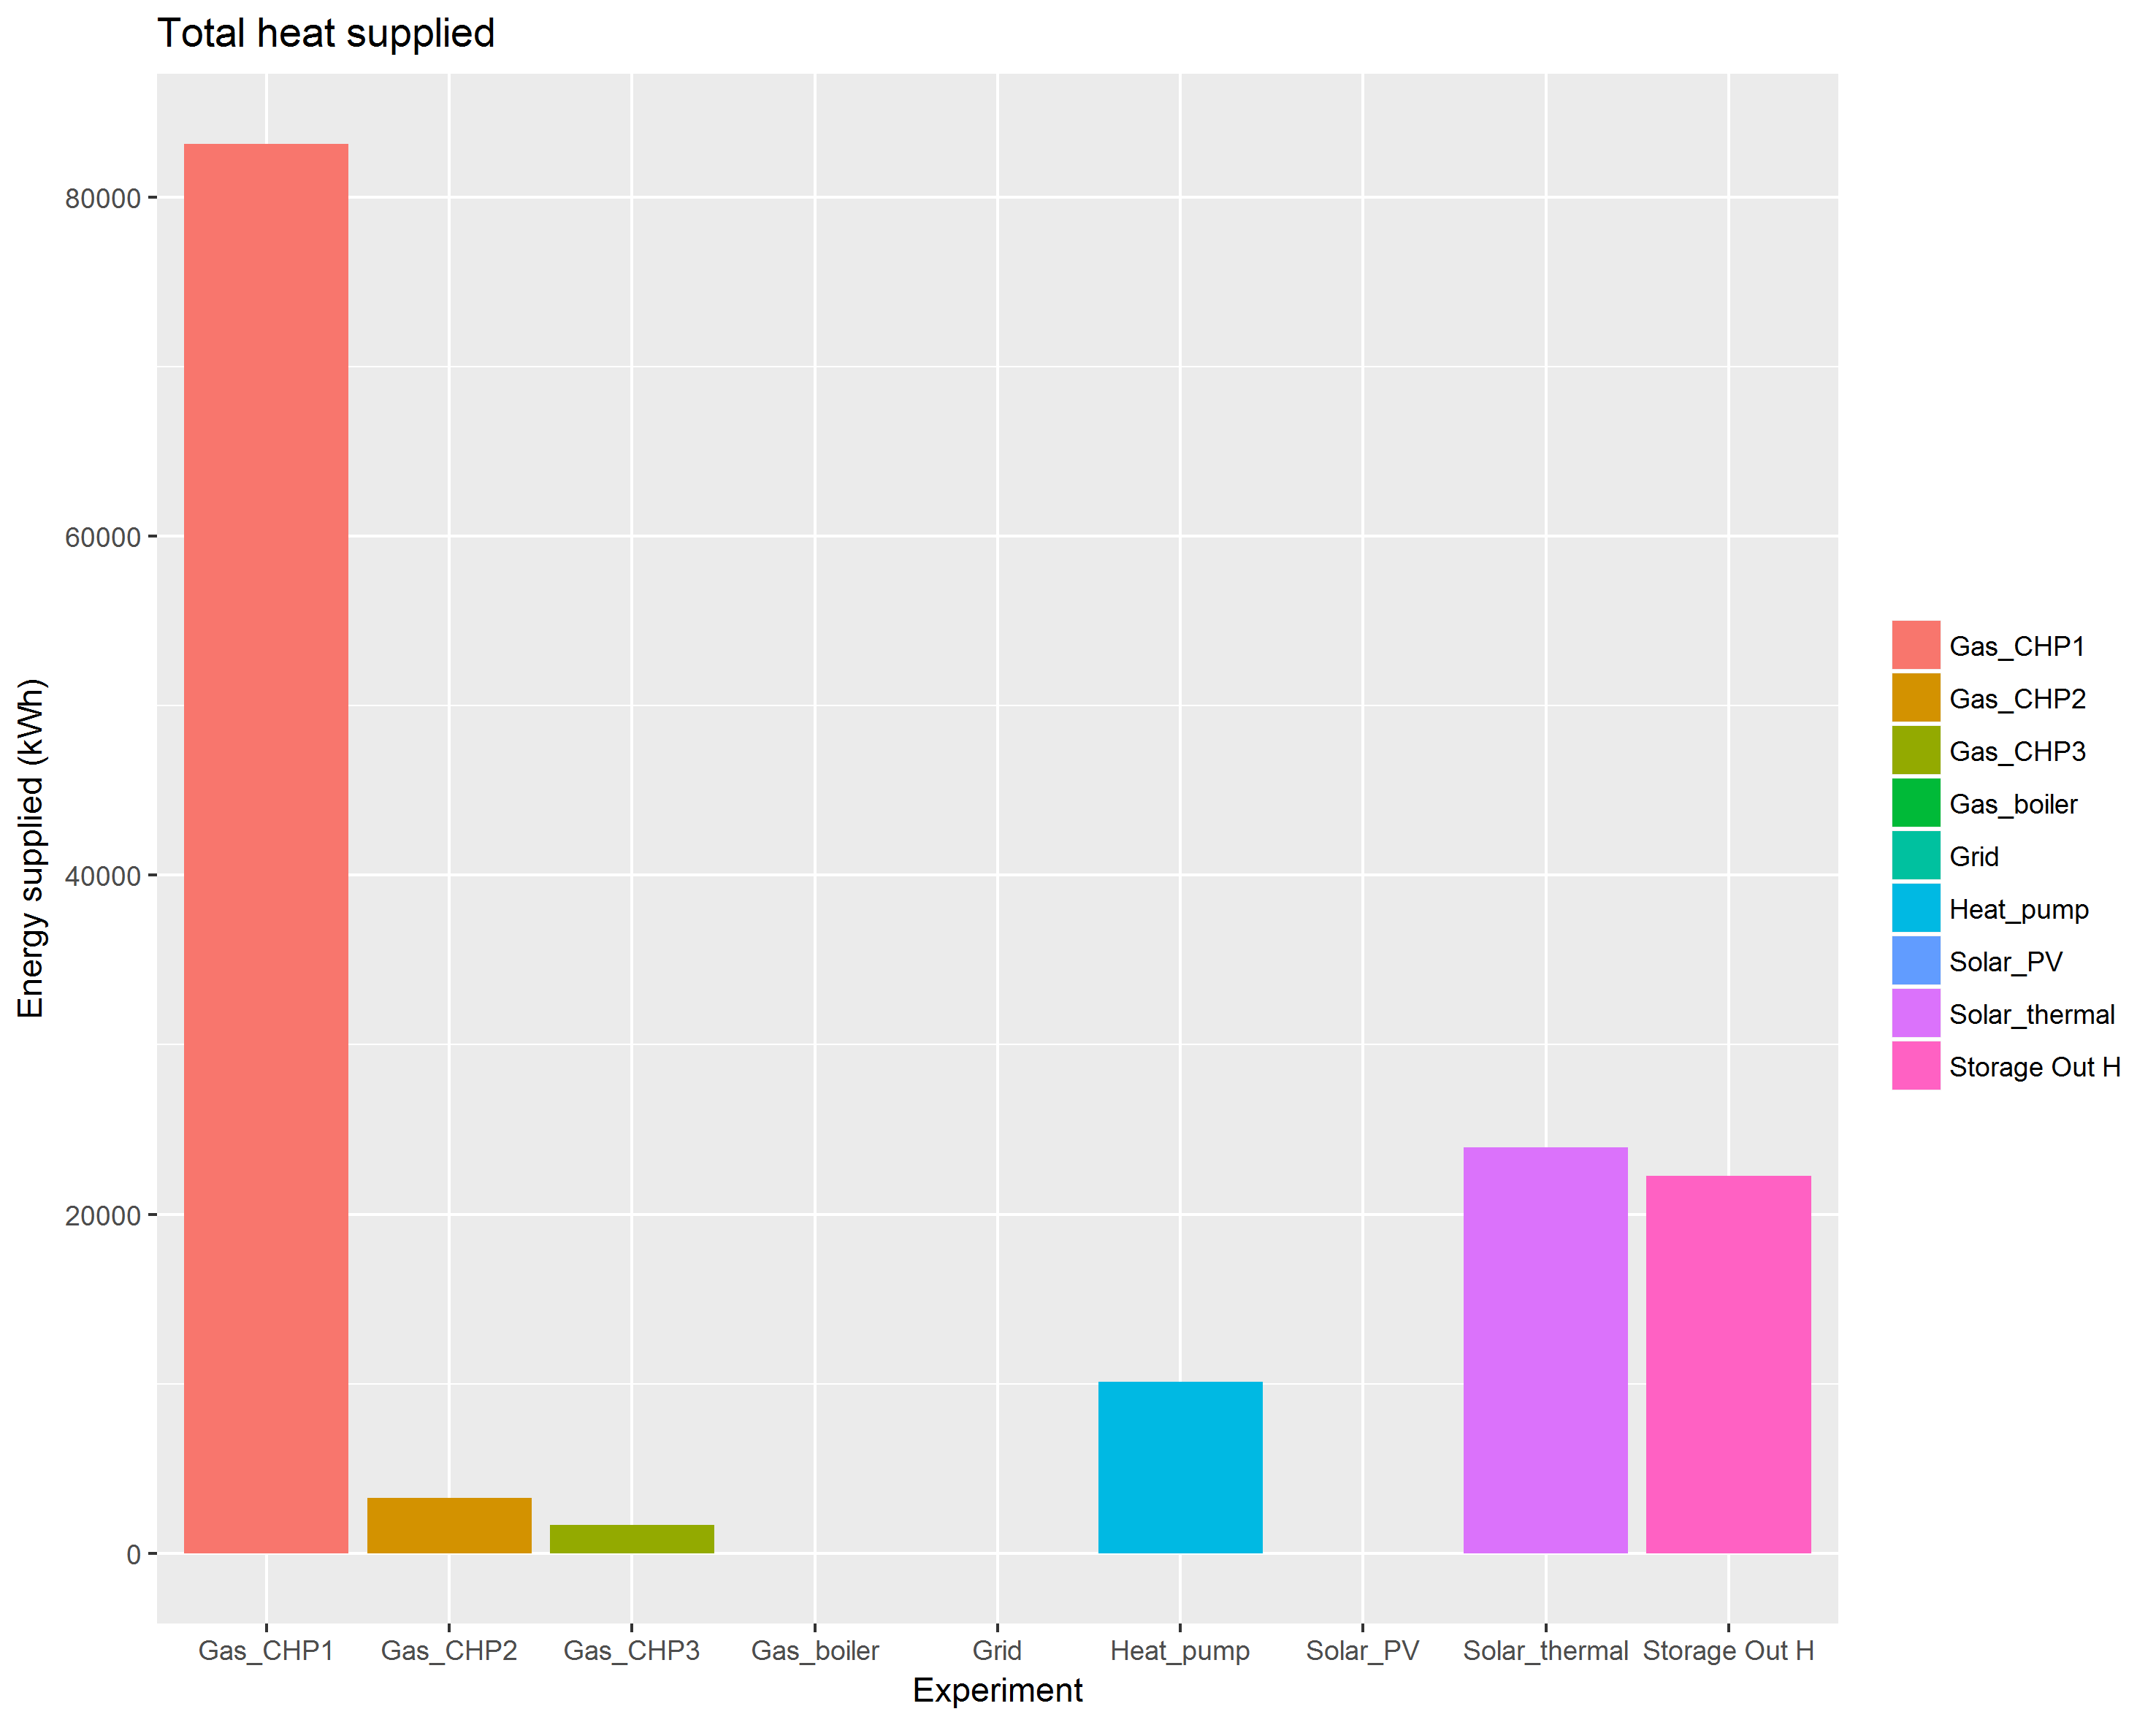 Total heat supplied
Energy supplied (kWh)
80000
60000
40000
20000
0
Gas_CHP1
Gas_CHP2
Gas_CHP3
Gas_boiler
Grid
Heat_pump
Solar_PV
Solar_thermal
Storage Out H
Experiment
Gas_CHP1
Gas_CHP2
Gas_CHP3
Gas_boiler
Grid
Heat_pump
Solar_PV
Solar_thermal
Storage Out H